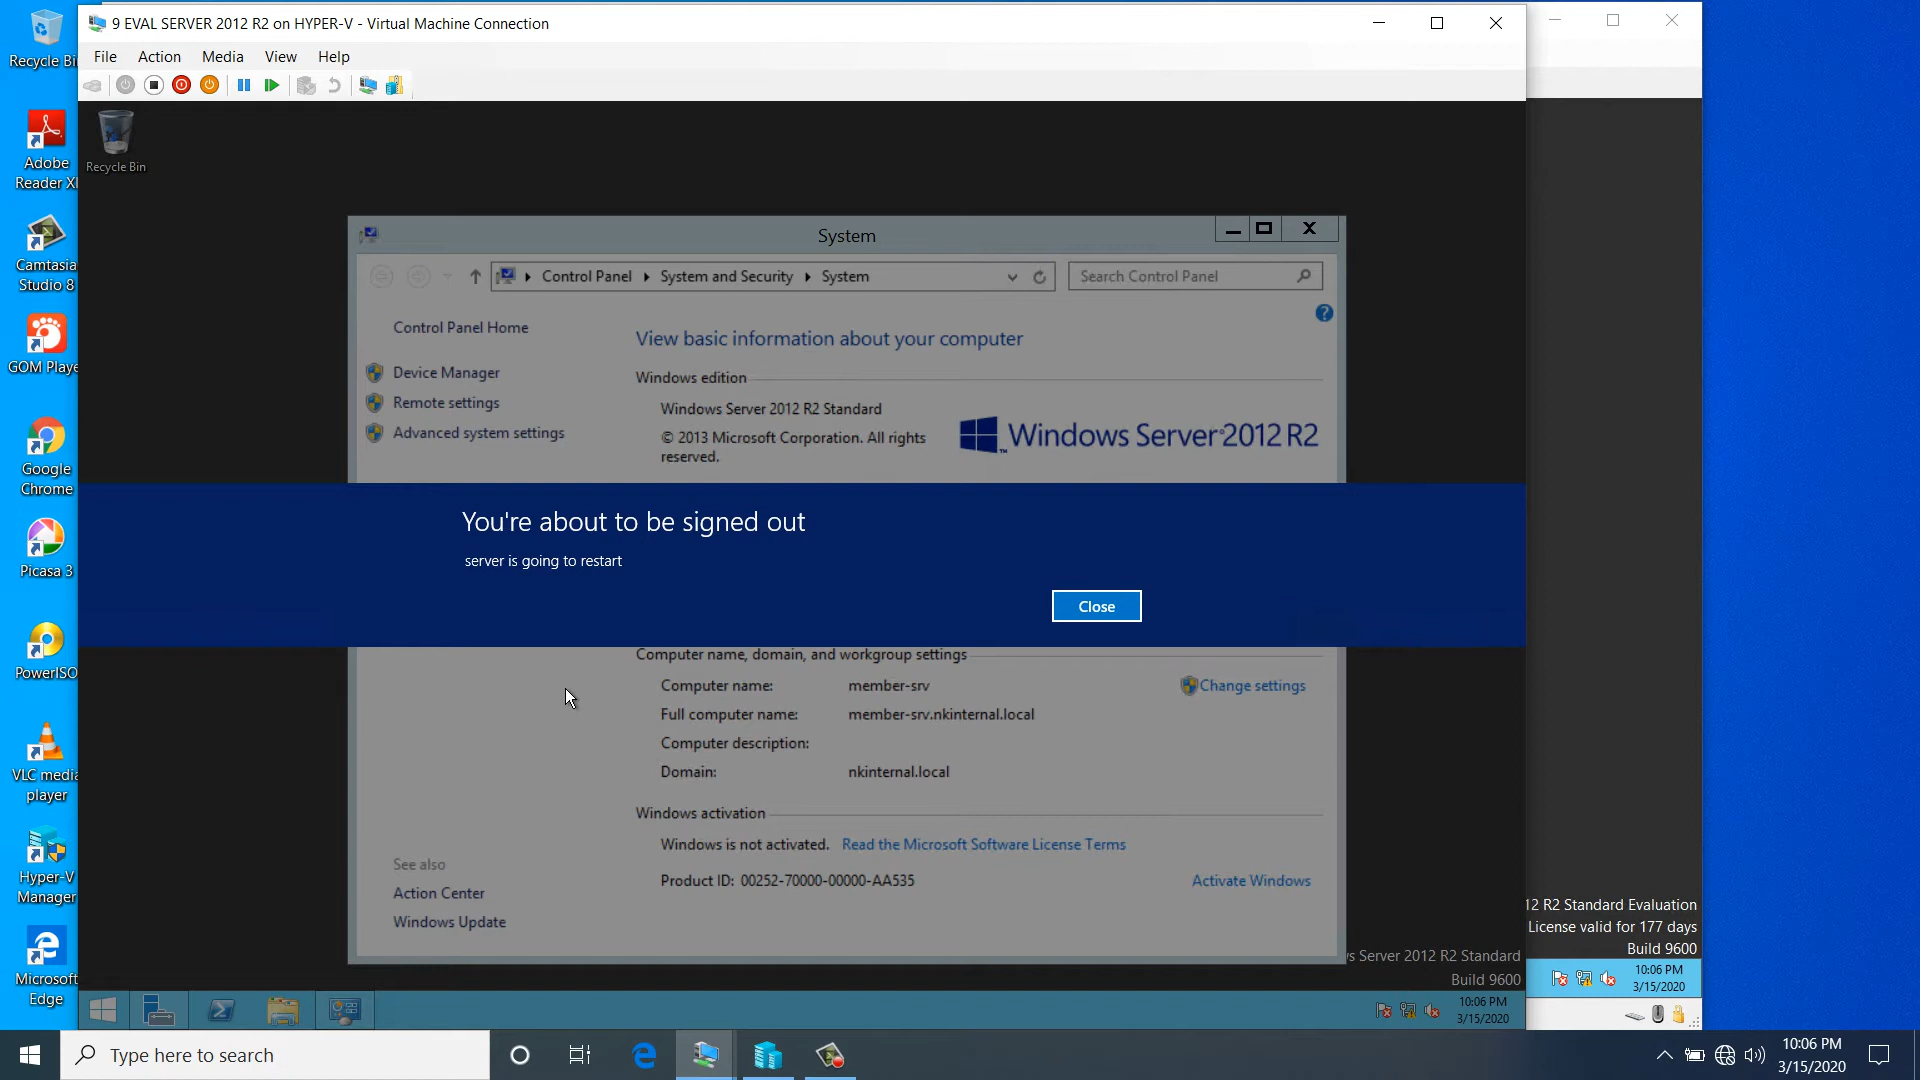 9 EVAL SERVER 2012 R2 on HYPER-V - Virtual Machine Connection
File Action Media View Help
Recycle Bi
Adobe
Reader XI
Camtasia
Studio 8
GOM Playe
Google
Chrome
Picasa 3
PowerISO
VLC media
player
Hyper-V
Manager
Microsoft
Edge
Recycle Bin
System
Control Panel System and Security System
Search Control Panel
Control Panel Home
Device Manager
Remote settings
Advanced system settings
View basic information about your computer
Windows edition
Windows Server 2012 R2 Standard
© 2013 Microsoft Corporation. All rights
reserved.
Windows Server 2012 R2
You're about to be signed out
server is going to restart
Close
Computer name, domain, and workgroup settings
Computer name: member-srv
Change settings
Full computer name: member-srv.nkinternal.local
Computer description:
Domain: nkinternal.local
Windows activation
Windows is not activated. Read the Microsoft Software License Terms
Product ID: 00252-70000-00000-AA535
Activate Windows
See also
Action Center
Windows Update
Server 2012 R2 Standard
Build 9600
10:06 PM
3/15/2020
12 R2 Standard Evaluation
License valid for 177 days
Build 9600
10:06 PM
3/15/2020
Type here to search
10:06 PM
3/15/2020